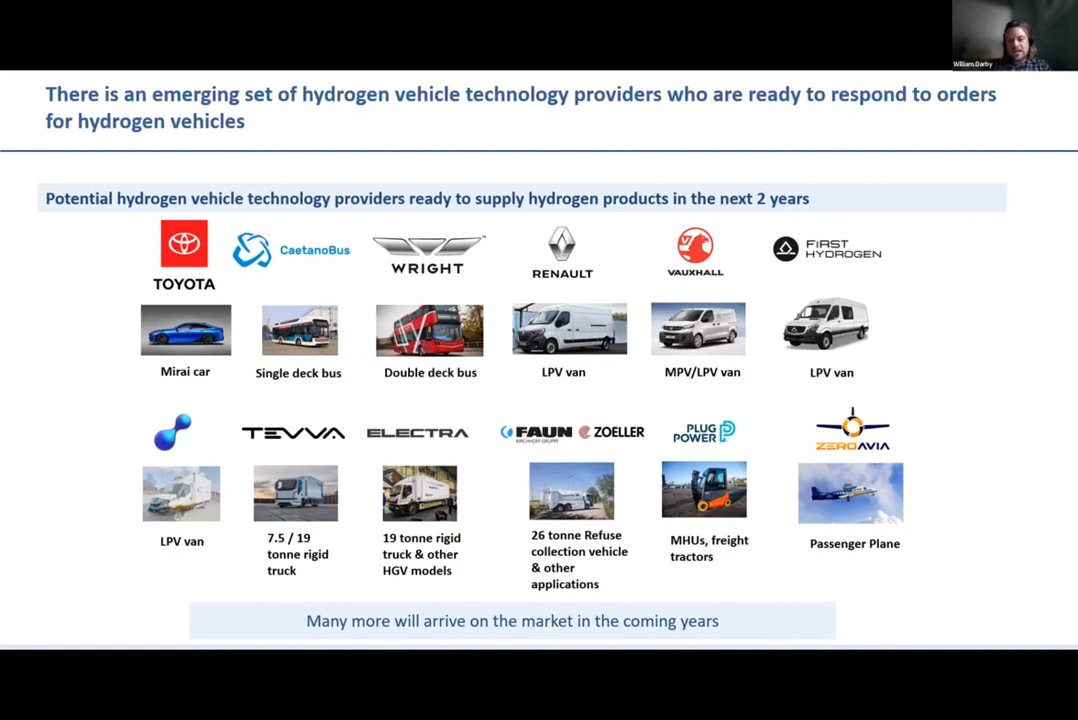 William.Darby
There is an emerging set of hydrogen vehicle technology providers who are ready to respond to orders
for hydrogen vehicles
Potential hydrogen vehicle technology providers ready to supply hydrogen products in the next 2 years
TOYOTA
CaetanoBus
WRIGHT™
RENAULT
VAUXHALL
FIRST
HYDROGEN
Mirai car
Single deck bus
Double deck bus
LPV van
MPV/LPV van
LPV van
TEVVA
ELECTRA
FAUN
KIRCHHOFF GRUPPE
ZOELLER
PLUG
POWER
ZEROAVIA
LPV van
7.5 / 19
tonne rigid
truck
19 tonne rigid
truck & other
HGV models
26 tonne Refuse
collection vehicle
& other
applications
MHUs, freight
tractors
Passenger Plane
Many more will arrive on the market in the coming years